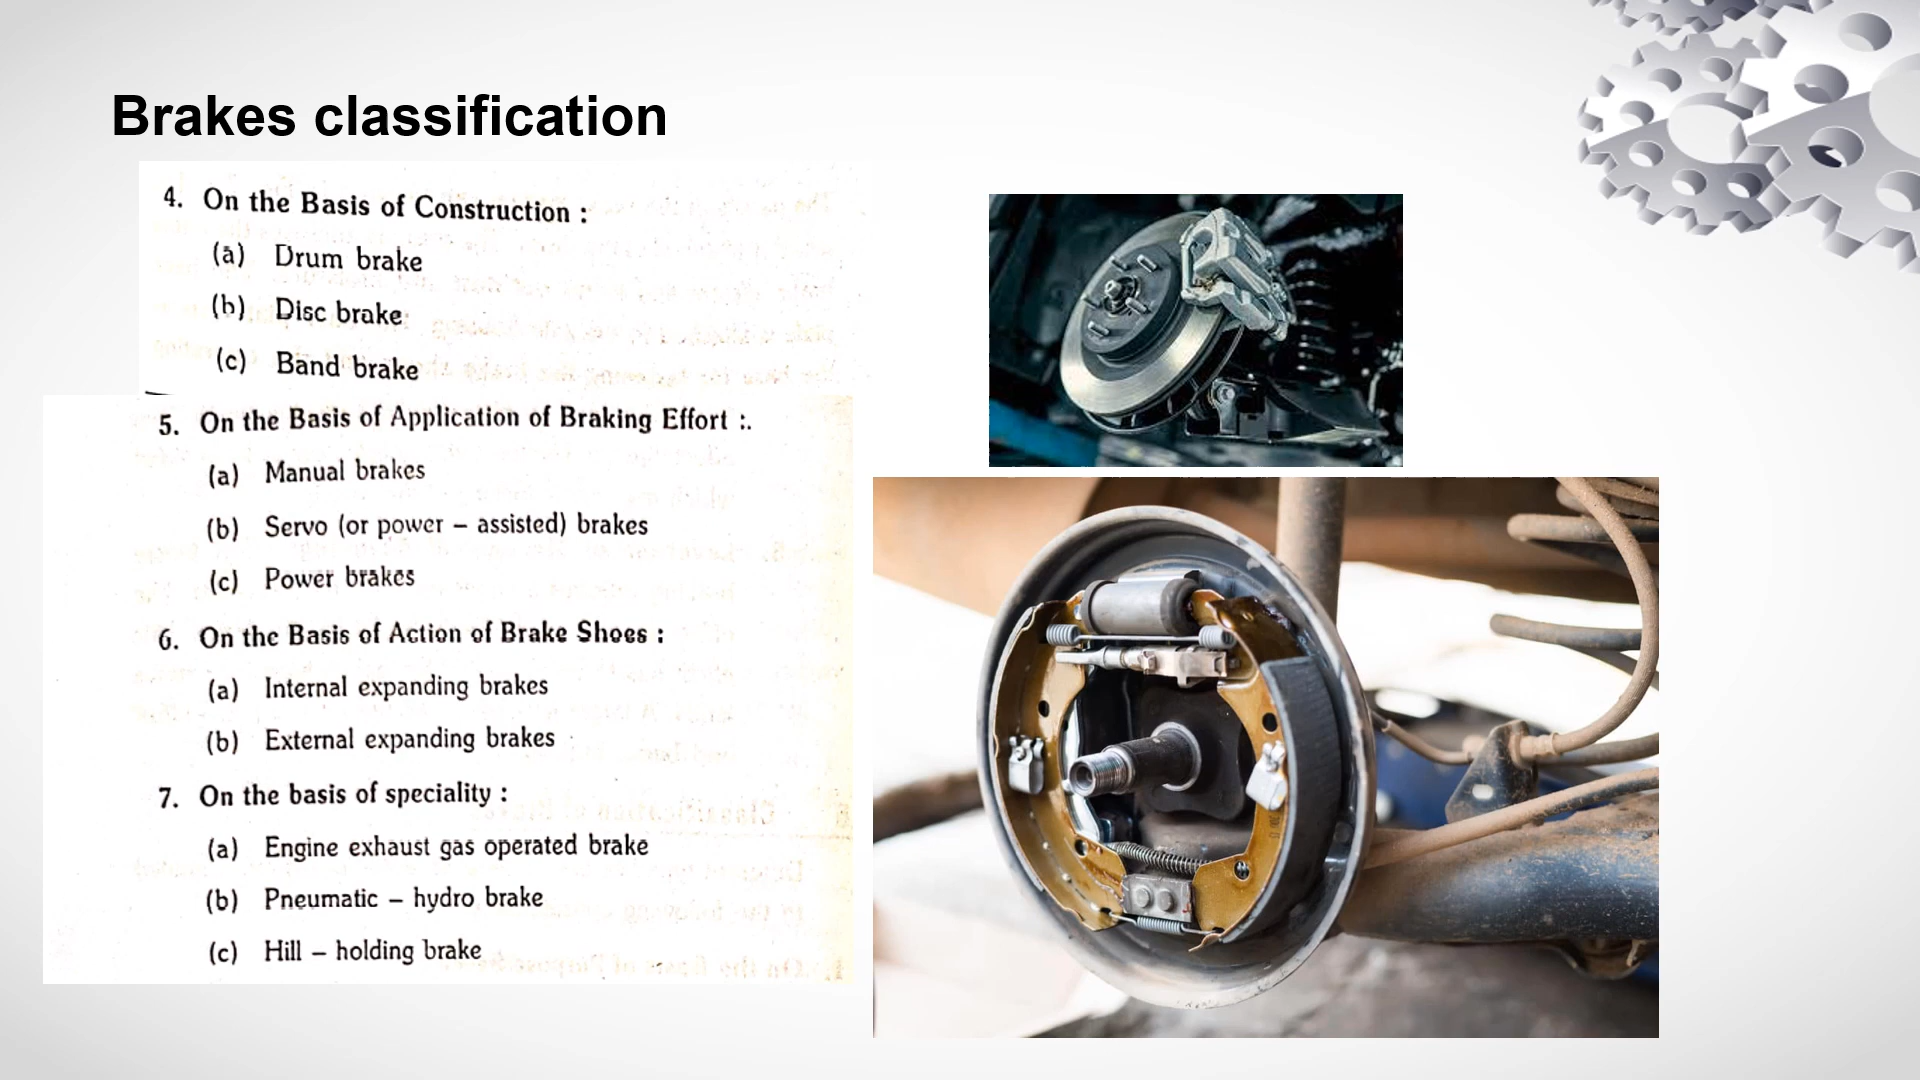 Brakes classification
4. On the Basis of Construction :
(a) Drum brake
(b) Disc brake
(c) Band brake
5. On the Basis of Application of Braking Effort :.
(a) Manual brakes
(b) Servo (or power – assisted) brakes
(c) Power brakes
6. On the Basis of Action of Brake Shoes :
(a) Internal expanding brakes
(b) External expanding brakes
7. On the basis of speciality :
(a) Engine exhaust gas operated brake
(b) Pneumatic – hydro brake
(c) Hill – holding brake